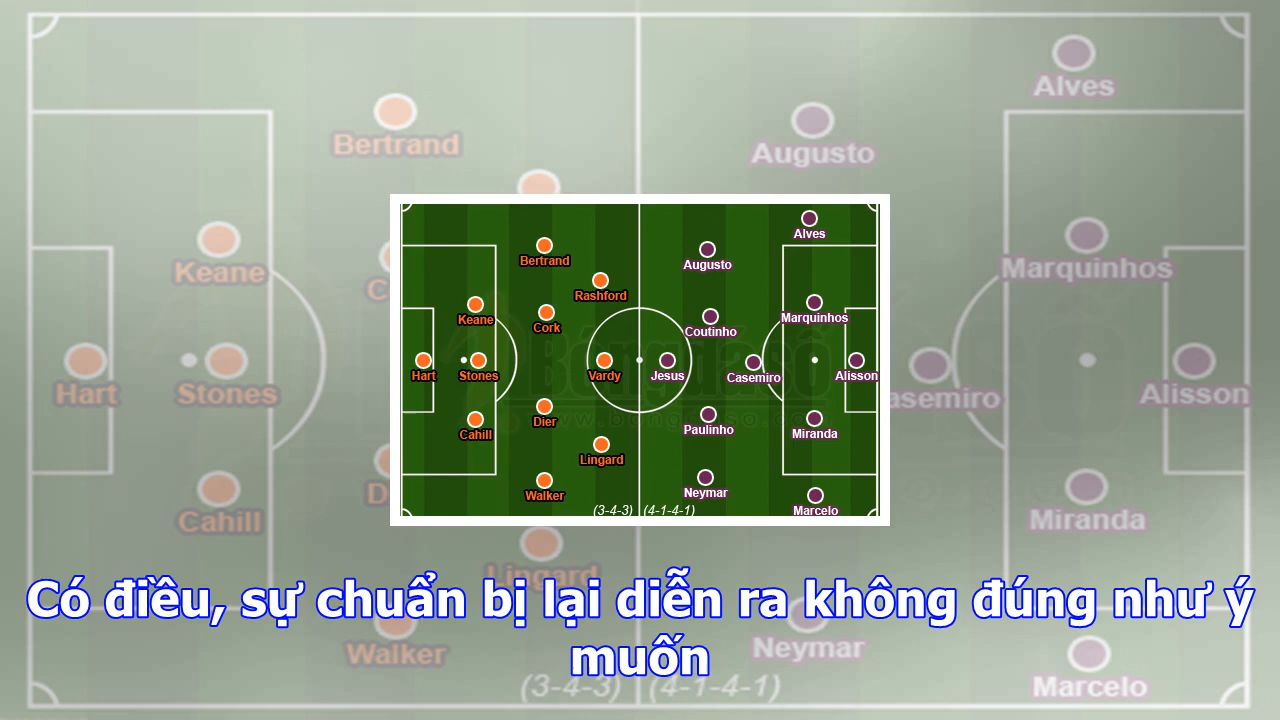 Alves
Bertrand
Augusto
Keane
Marquinhos
C
Hart
Stones
asemiro
Alisson
Cahill
D
Miranda
Lingard
Walker
Neymar
Marcelo
(3-4-3)
(4-1-4-1)
Alves
Bertrand
Augusto
Rashford
Keane
Cork
Coutinho
Marquinhos
Hart
Stones
Vardy
Jesus
Casemiro
Alisson
Dier
Paulinho
Cahill
Miranda
Lingard
Walker
Neymar
Marcelo
(3-4-3)
(4-1-4-1)
Có điều, sự chuẩn bị lại diễn ra không đúng như ý
muốn